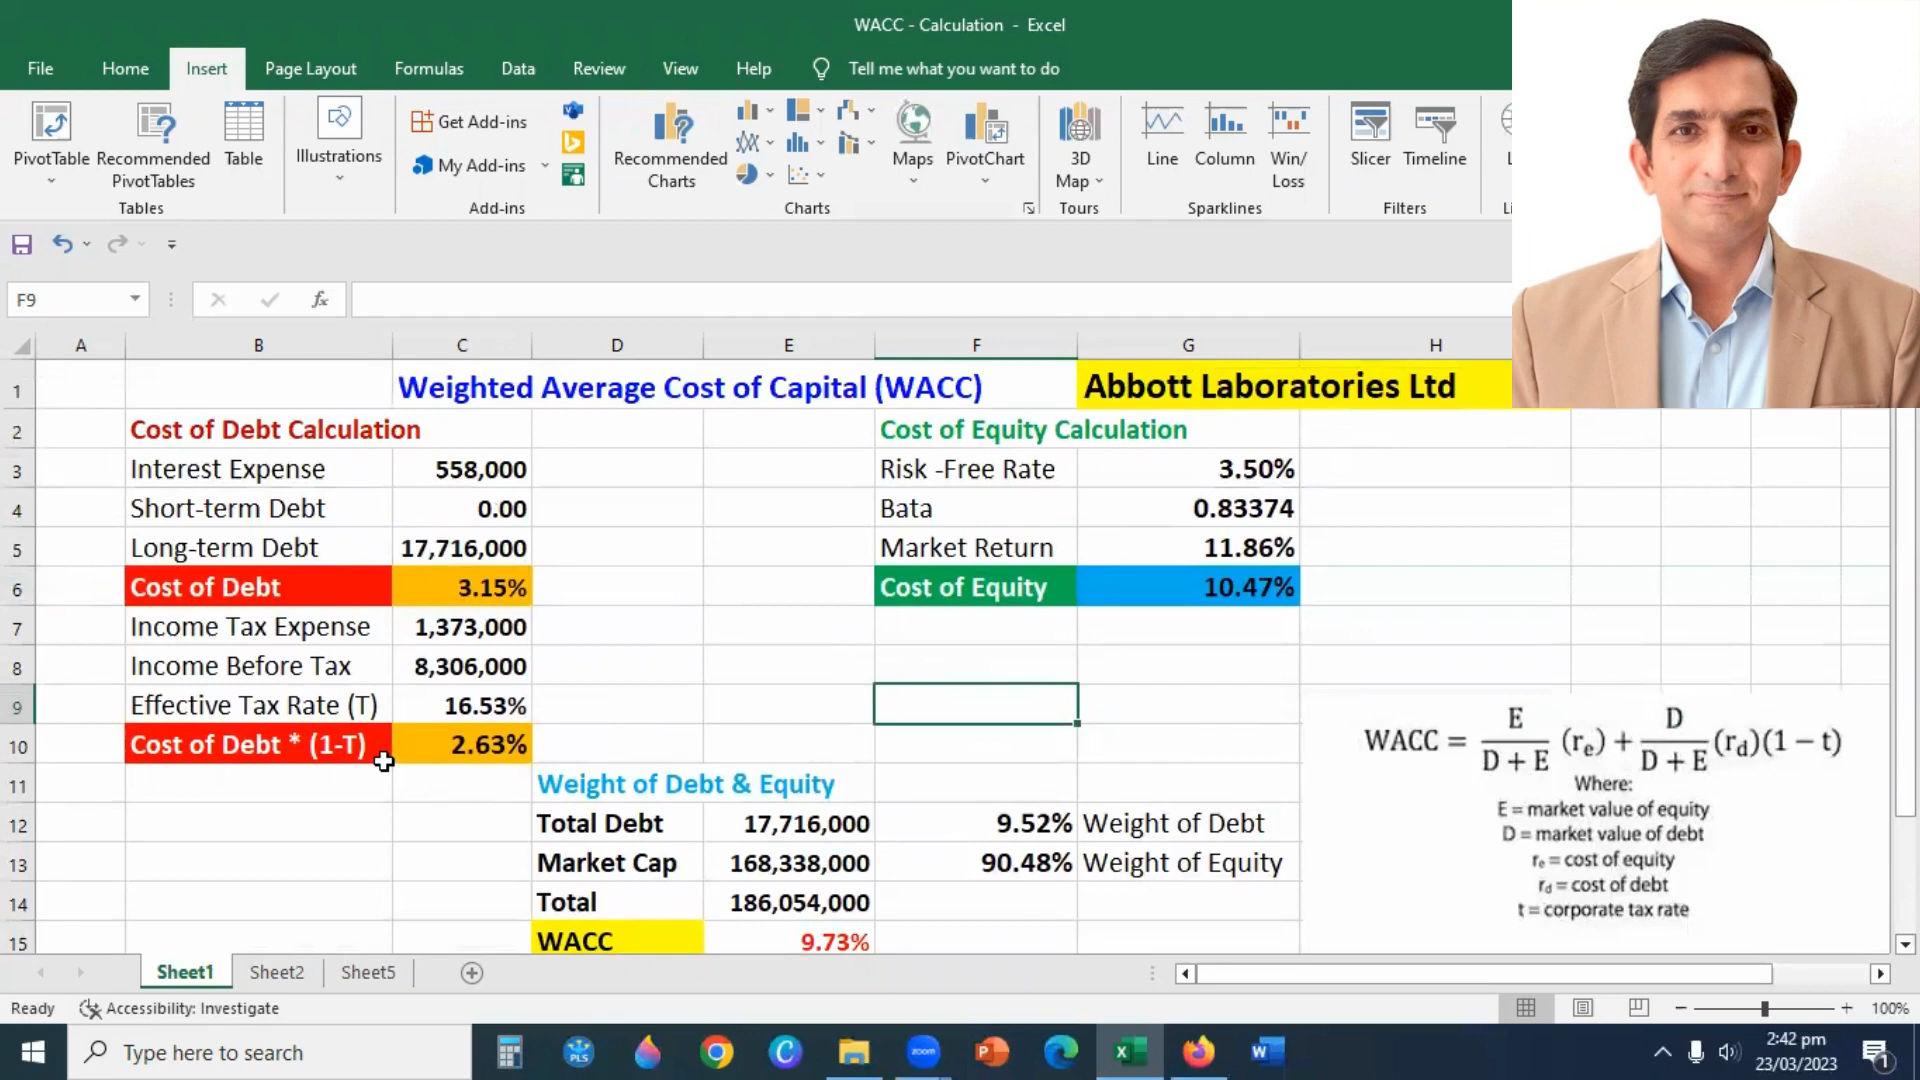 WACC - Calculation - Excel
File Home Insert Page Layout Formulas Data Review View Help Tell me what you want to do
PivotTable Recommended PivotTables Table
Tables
Illustrations
Get Add-ins
My Add-ins
Add-ins
Recommended Charts
Maps PivotChart
Charts
3D Map
Tours
Line Column Win/Loss
Sparklines
Slicer Timeline
Filters
F9
fx
A B C D E F G H
1 Weighted Average Cost of Capital (WACC) Abbott Laboratories Ltd
2 Cost of Debt Calculation Cost of Equity Calculation
3 Interest Expense 558,000 Risk -Free Rate 3.50%
4 Short-term Debt 0.00 Bata 0.83374
5 Long-term Debt 17,716,000 Market Return 11.86%
6 Cost of Debt 3.15% Cost of Equity 10.47%
7 Income Tax Expense 1,373,000
8 Income Before Tax 8,306,000
9 Effective Tax Rate (T) 16.53%
10 Cost of Debt * (1-T) 2.63%
11 Weight of Debt & Equity
12 Total Debt 17,716,000 9.52% Weight of Debt
13 Market Cap 168,338,000 90.48% Weight of Equity
14 Total 186,054,000
15 WACC 9.73%
WACC = E / (D + E) (re) + D / (D + E) (rd)(1 − t)
Where:
E = market value of equity
D = market value of debt
re = cost of equity
rd = cost of debt
t = corporate tax rate
Sheet1 Sheet2 Sheet5
Ready Accessibility: Investigate 100%
Type here to search
PLS
zoom
2:42 pm
23/03/2023
1